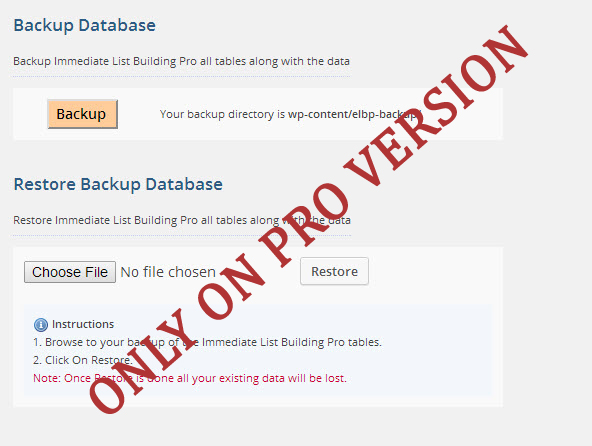 Backup Database
Backup Immediate List Building Pro all tables along with the data
Backup
Your backup directory is wp-content/elbp-backup/
Restore Backup Database
Restore Immediate List Building Pro all tables along with the data
Choose File No file chosen
Restore
Instructions
1. Browse to your backup of the Immediate List Building Pro tables.
2. Click On Restore.
Note: Once Restore is done all your existing data will be lost.
ONLY ON PRO VERSION